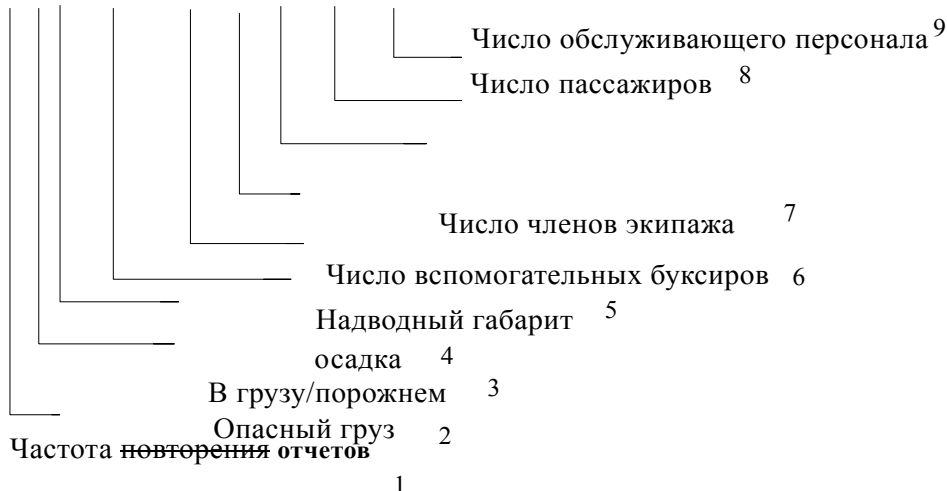 Число обслуживающего персонала 9
Число пассажиров 8
Число членов экипажа 7
Число вспомогательных буксиров 6
Надводный габарит 5
осадка 4
В грузу/порожнем 3
Опасный груз 2
Частота повторения отчетов
1